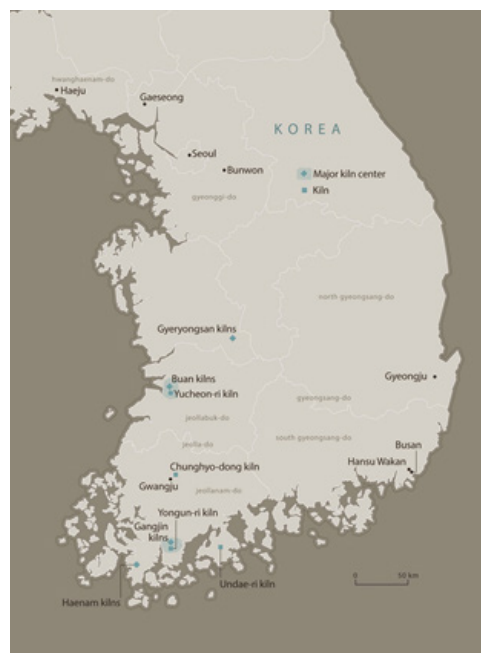 hwanghaenam-do
Haeju
Gaeseong
KOREA
Seoul
Bunwon
Major kiln center
Kiln
gyeonggi-do
north gyeongsang-do
Gyeryongsan kilns
Gyeongju
Buan kilns
Yucheon-ri kiln
gyeongsang-do
jeollabuk-do
south gyeongsang-do
jeolla-do
Busan
Hansu Wakan
Chunghyo-dong kiln
Gwangju
jeollanam-do
Yongun-ri kiln
Gangjin
kilns
0 50 km
Undae-ri kiln
Haenam kilns